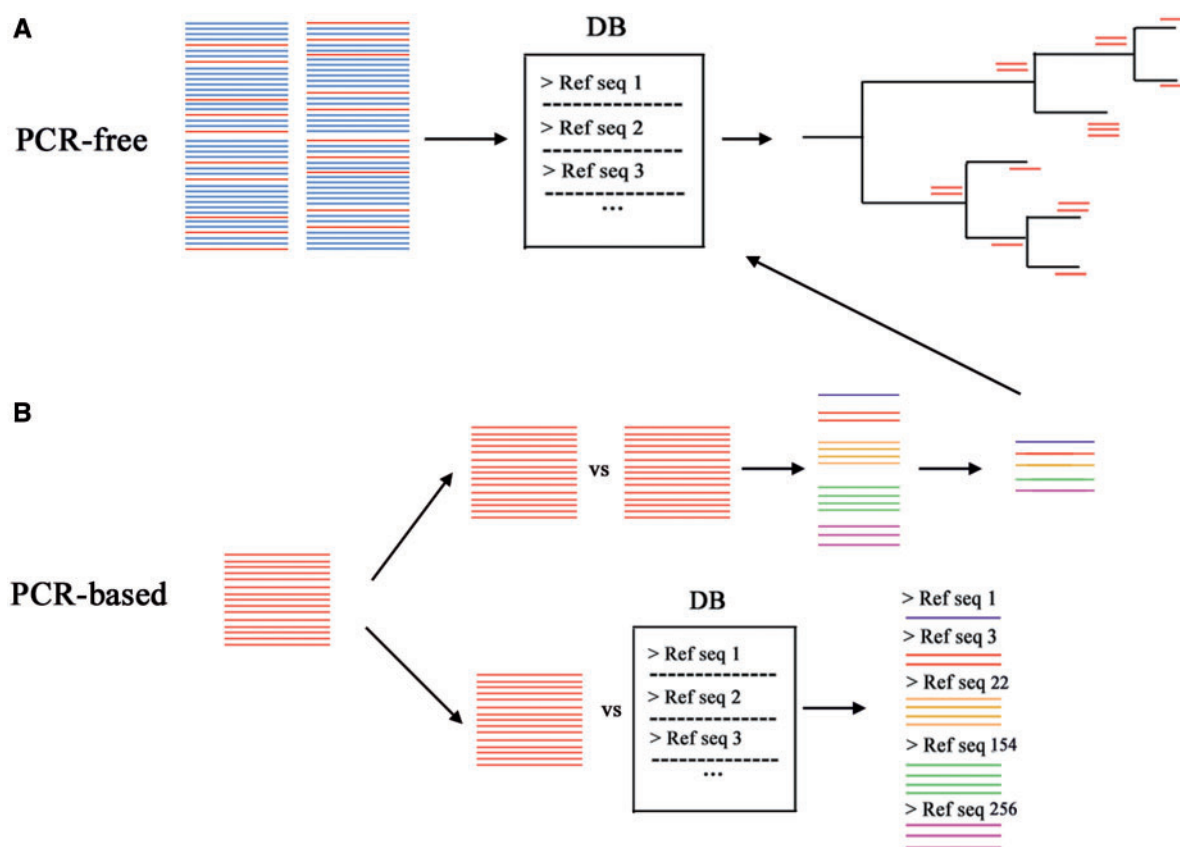 A
PCR-free
DB
> Ref seq 1
> Ref seq 2
> Ref seq 3
...
B
PCR-based
vs
vs
DB
> Ref seq 1
> Ref seq 2
> Ref seq 3
...
> Ref seq 1
> Ref seq 3
> Ref seq 22
> Ref seq 154
> Ref seq 256